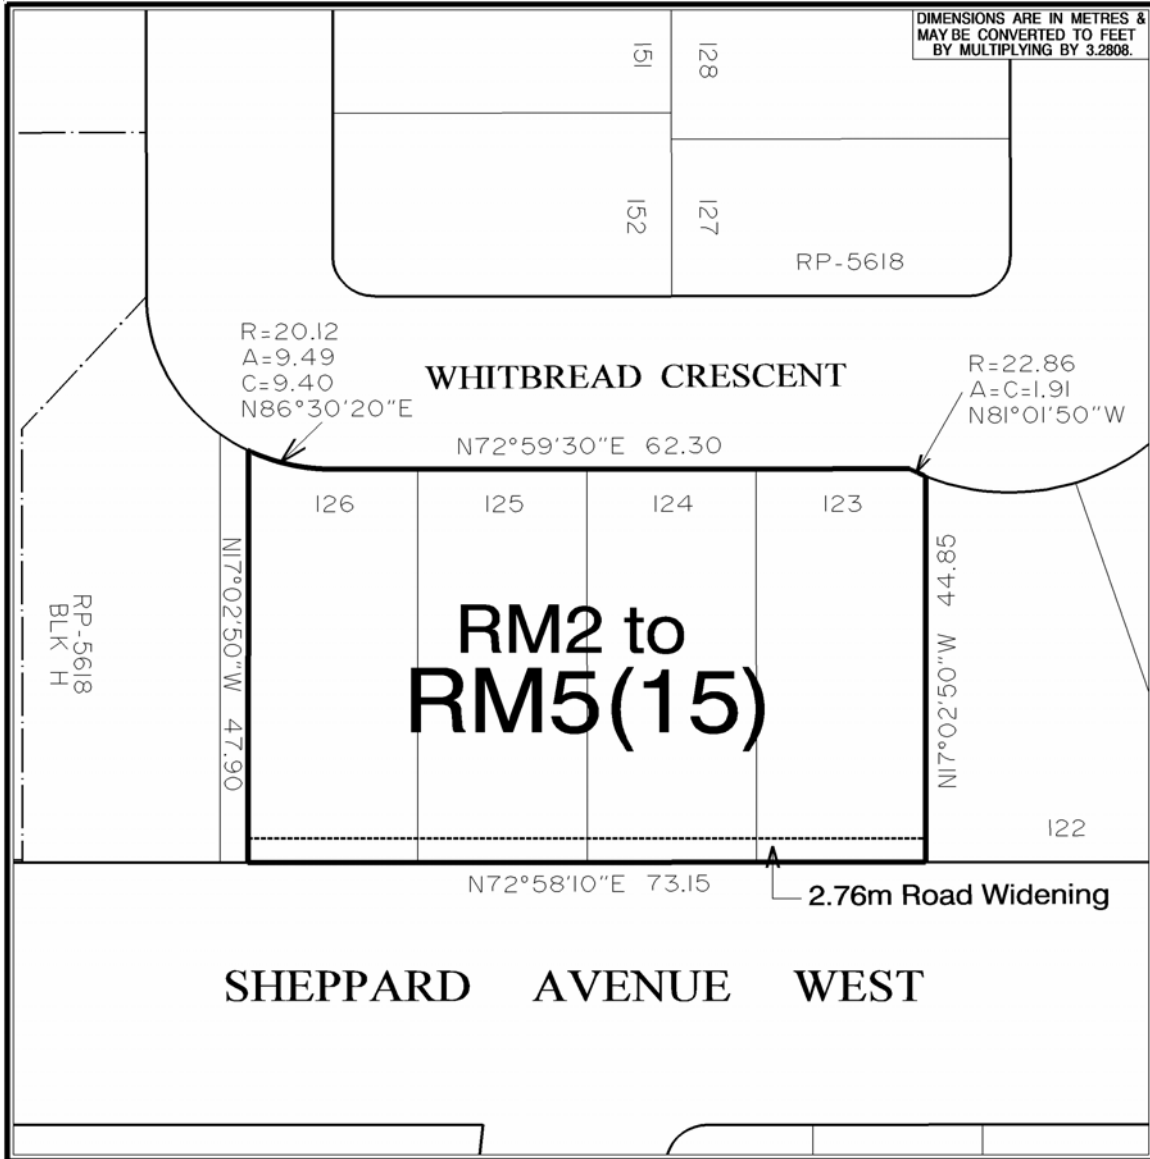 DIMENSIONS ARE IN METRES &
MAY BE CONVERTED TO FEET
BY MULTIPLYING BY 3.2808.
151
128
152
127
RP-5618
R=20.12
A=9.49
C=9.40
N86°30'20"E
WHITBREAD CRESCENT
R=22.86
A=C=1.91
N81°01'50"W
N72°59'30"E 62.30
126
125
124
123
N17°02'50"W 47.90
N17°02'50"W 44.85
RP-5618
BLK H
RM2 to
RM5(15)
122
N72°58'10"E 73.15
2.76m Road Widening
SHEPPARD AVENUE WEST